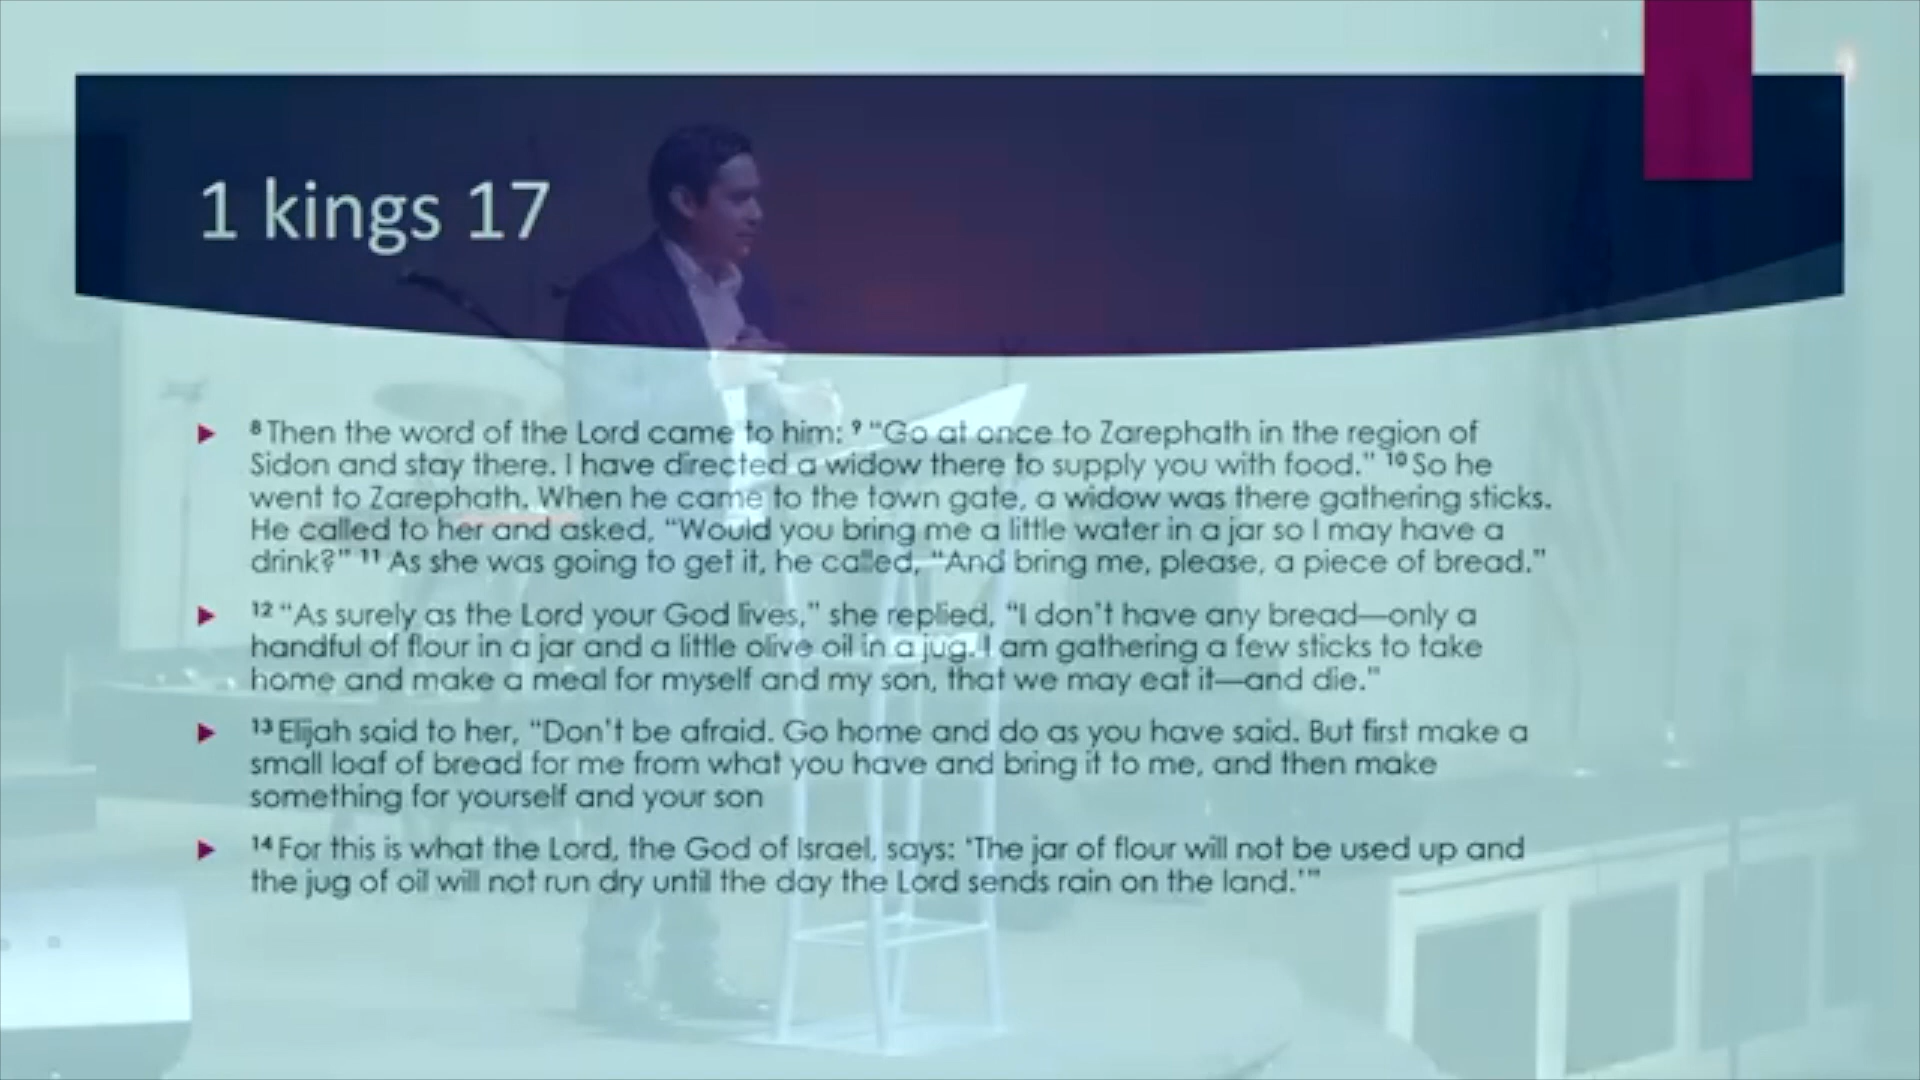 1 kings 17
⁸ Then the word of the Lord came to him: ⁹ “Go at once to Zarephath in the region of
Sidon and stay there. I have directed a widow there to supply you with food.” ¹⁰ So he
went to Zarephath. When he came to the town gate, a widow was there gathering sticks.
He called to her and asked, “Would you bring me a little water in a jar so I may have a
drink?” ¹¹ As she was going to get it, he called, “And bring me, please, a piece of bread.”
¹² “As surely as the Lord your God lives,” she replied, “I don’t have any bread—only a
handful of flour in a jar and a little olive oil in a jug. I am gathering a few sticks to take
home and make a meal for myself and my son, that we may eat it—and die.”
¹³ Elijah said to her, “Don’t be afraid. Go home and do as you have said. But first make a
small loaf of bread for me from what you have and bring it to me, and then make
something for yourself and your son
¹⁴ For this is what the Lord, the God of Israel, says: ‘The jar of flour will not be used up and
the jug of oil will not run dry until the day the Lord sends rain on the land.’”